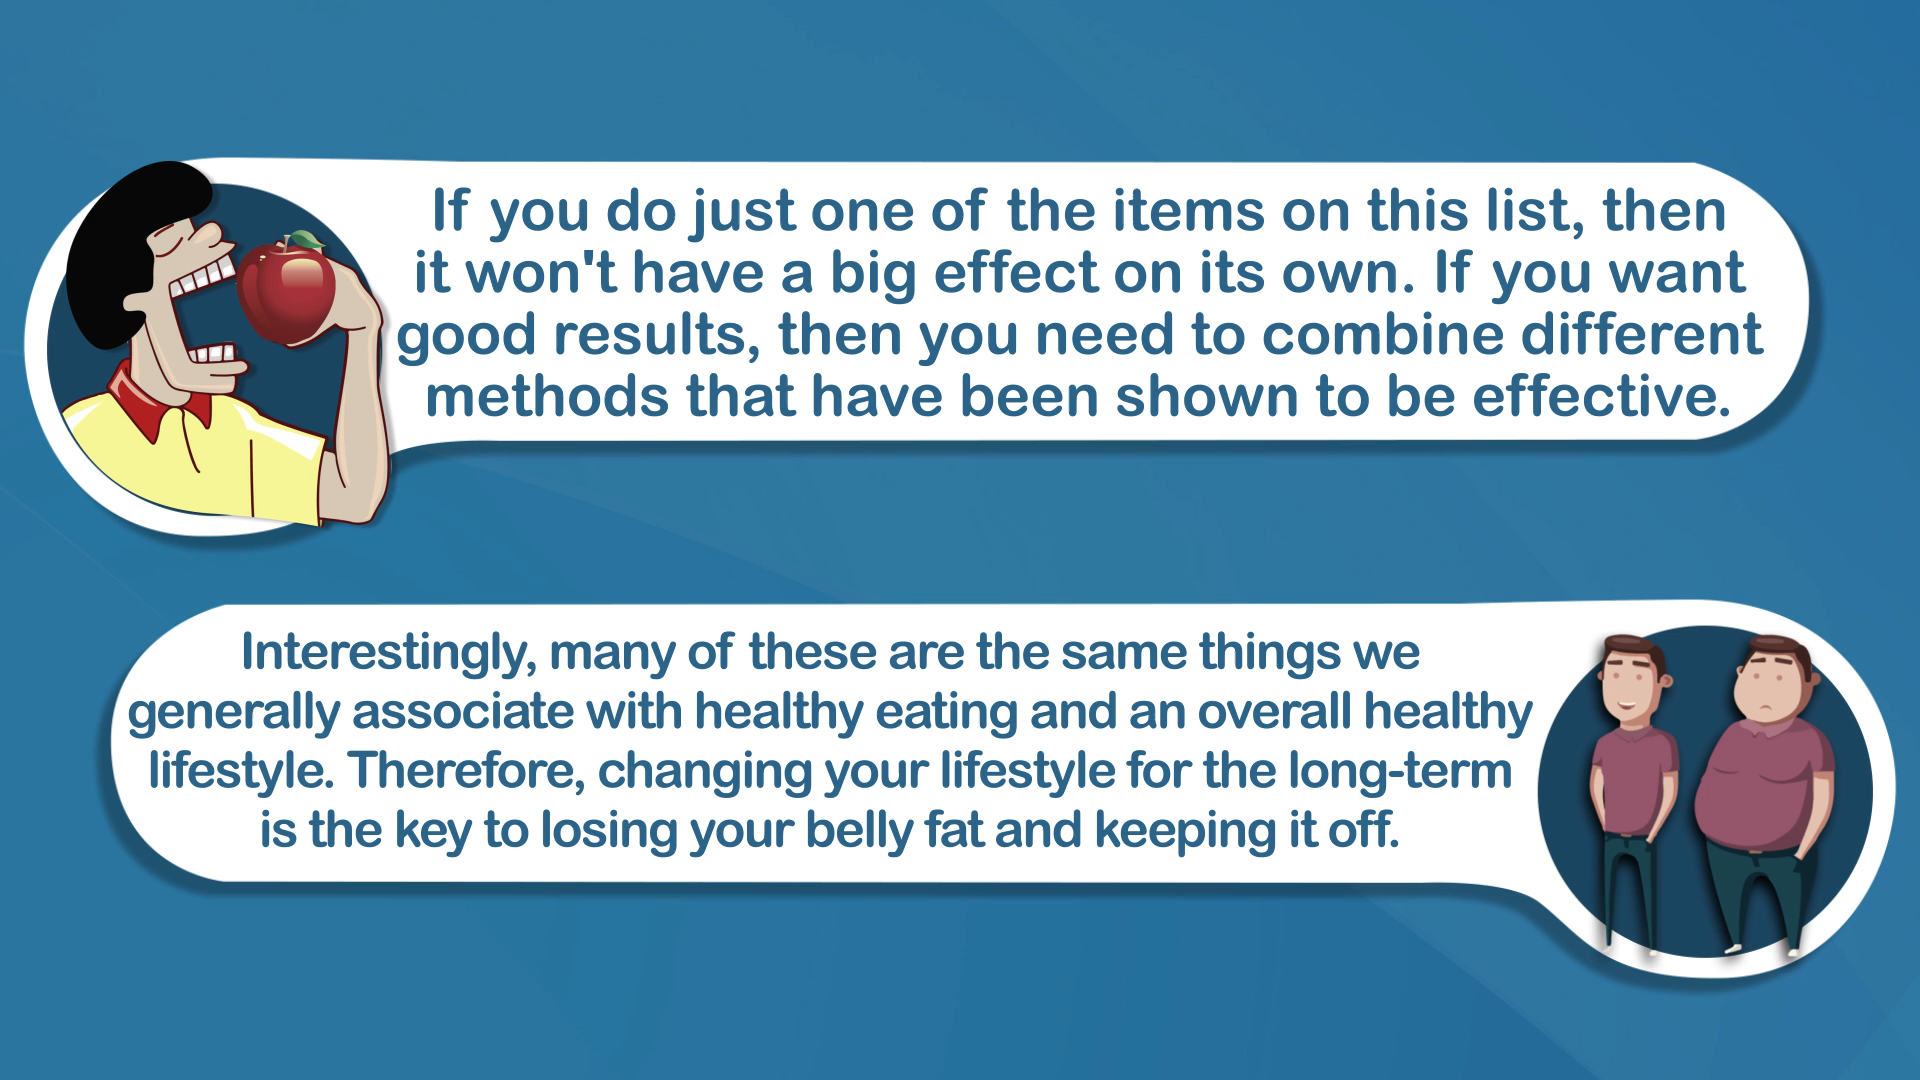 If you do just one of the items on this list, then
it won't have a big effect on its own. If you want
good results, then you need to combine different
methods that have been shown to be effective.
Interestingly, many of these are the same things we
generally associate with healthy eating and an overall healthy
lifestyle. Therefore, changing your lifestyle for the long-term
is the key to losing your belly fat and keeping it off.